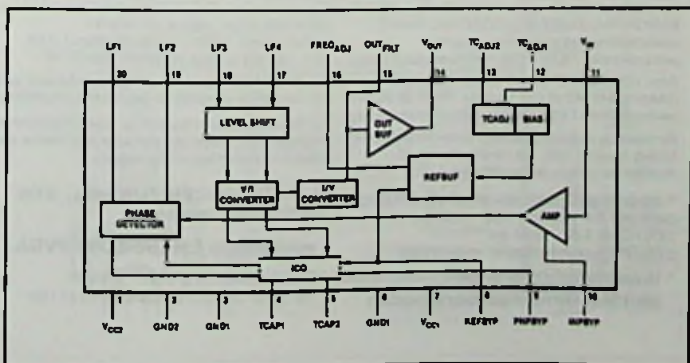 LF1 LF2 LF3 LF4 FREQADJ OUTFILT VOUT TCADJ2 TCADJ1 VIN
20 19 18 17 16 15 14 13 12 11
LEVEL SHIFT
OUT
BUF
TCADJ BIAS
V/I
CONVERTER
I/V
CONVERTER
REFBUF
PHASE
DETECTOR
AMP
ICO
1 2 3 4 5 6 7 8 9 10
VCC2 GND2 GND1 TCAP1 TCAP2 GND1 VCC1 REFBYP PNPBYP INPBYP